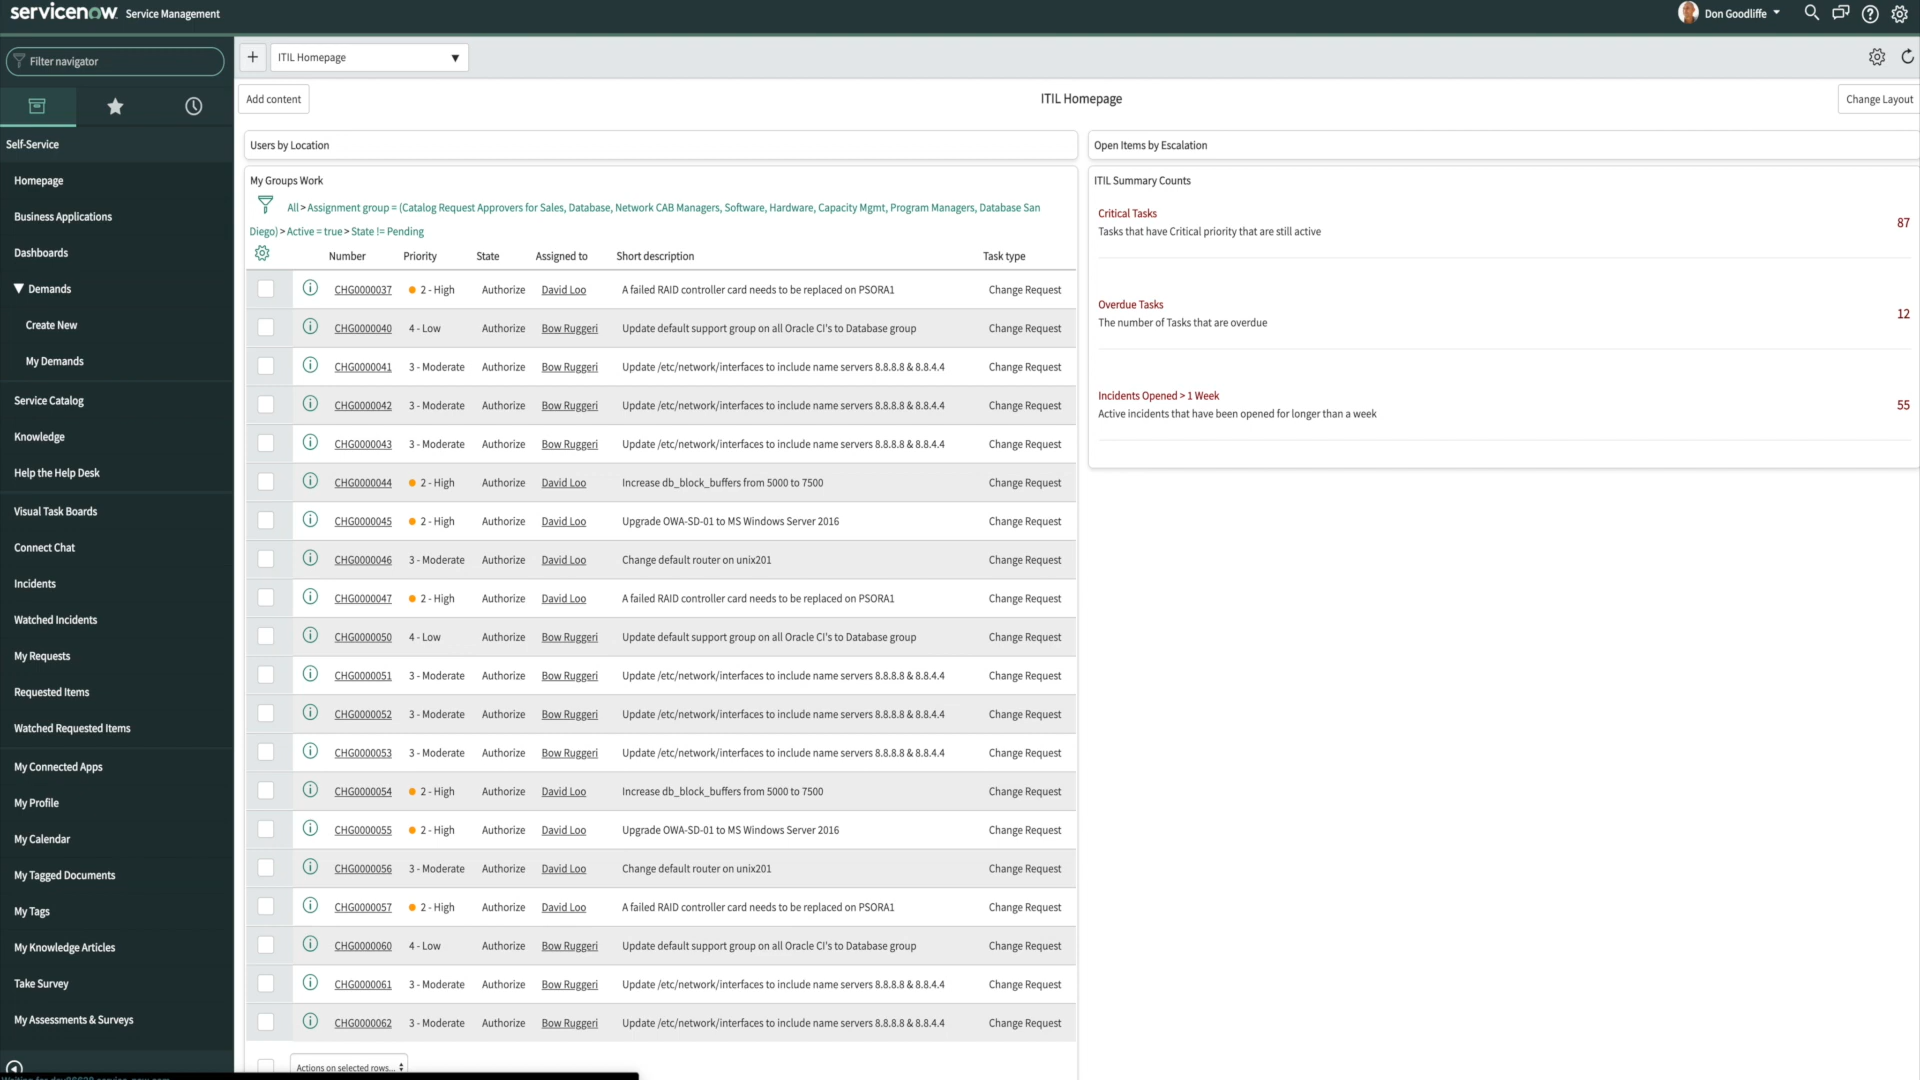 servicenow Service Management
Don Goodliffe
Filter navigator
ITIL Homepage
Add content
ITIL Homepage
Change Layout
Self-Service
Homepage
Business Applications
Dashboards
Demands
Create New
My Demands
Service Catalog
Knowledge
Help the Help Desk
Visual Task Boards
Connect Chat
Incidents
Watched Incidents
My Requests
Requested Items
Watched Requested Items
My Connected Apps
My Profile
My Calendar
My Tagged Documents
My Tags
My Knowledge Articles
Take Survey
My Assessments & Surveys
Users by Location
My Groups Work
All > Assignment group = (Catalog Request Approvers for Sales, Database, Network CAB Managers, Software, Hardware, Capacity Mgmt, Program Managers, Database San
Diego) > Active = true > State != Pending
Number Priority State Assigned to Short description Task type
CHG0000037 2 - High Authorize David Loo A failed RAID controller card needs to be replaced on PSORA1 Change Request
CHG0000040 4 - Low Authorize Bow Ruggeri Update default support group on all Oracle CI's to Database group Change Request
CHG0000041 3 - Moderate Authorize Bow Ruggeri Update /etc/network/interfaces to include name servers 8.8.8.8 & 8.8.4.4 Change Request
CHG0000042 3 - Moderate Authorize Bow Ruggeri Update /etc/network/interfaces to include name servers 8.8.8.8 & 8.8.4.4 Change Request
CHG0000043 3 - Moderate Authorize Bow Ruggeri Update /etc/network/interfaces to include name servers 8.8.8.8 & 8.8.4.4 Change Request
CHG0000044 2 - High Authorize David Loo Increase db_block_buffers from 5000 to 7500 Change Request
CHG0000045 2 - High Authorize David Loo Upgrade OWA-SD-01 to MS Windows Server 2016 Change Request
CHG0000046 3 - Moderate Authorize David Loo Change default router on unix201 Change Request
CHG0000047 2 - High Authorize David Loo A failed RAID controller card needs to be replaced on PSORA1 Change Request
CHG0000050 4 - Low Authorize Bow Ruggeri Update default support group on all Oracle CI's to Database group Change Request
CHG0000051 3 - Moderate Authorize Bow Ruggeri Update /etc/network/interfaces to include name servers 8.8.8.8 & 8.8.4.4 Change Request
CHG0000052 3 - Moderate Authorize Bow Ruggeri Update /etc/network/interfaces to include name servers 8.8.8.8 & 8.8.4.4 Change Request
CHG0000053 3 - Moderate Authorize Bow Ruggeri Update /etc/network/interfaces to include name servers 8.8.8.8 & 8.8.4.4 Change Request
CHG0000054 2 - High Authorize David Loo Increase db_block_buffers from 5000 to 7500 Change Request
CHG0000055 2 - High Authorize David Loo Upgrade OWA-SD-01 to MS Windows Server 2016 Change Request
CHG0000056 3 - Moderate Authorize David Loo Change default router on unix201 Change Request
CHG0000057 2 - High Authorize David Loo A failed RAID controller card needs to be replaced on PSORA1 Change Request
CHG0000060 4 - Low Authorize Bow Ruggeri Update default support group on all Oracle CI's to Database group Change Request
CHG0000061 3 - Moderate Authorize Bow Ruggeri Update /etc/network/interfaces to include name servers 8.8.8.8 & 8.8.4.4 Change Request
CHG0000062 3 - Moderate Authorize Bow Ruggeri Update /etc/network/interfaces to include name servers 8.8.8.8 & 8.8.4.4 Change Request
Actions on selected rows...
Open Items by Escalation
ITIL Summary Counts
Critical Tasks
Tasks that have Critical priority that are still active
87
Overdue Tasks
The number of Tasks that are overdue
12
Incidents Opened > 1 Week
Active incidents that have been opened for longer than a week
55